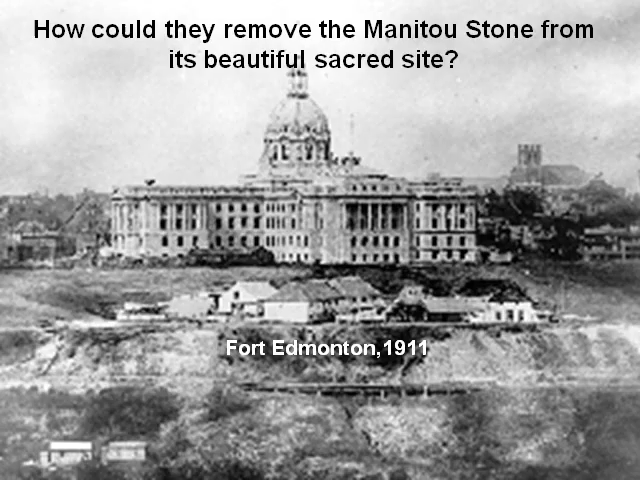 How could they remove the Manitou Stone from
its beautiful sacred site?
Fort Edmonton,1911